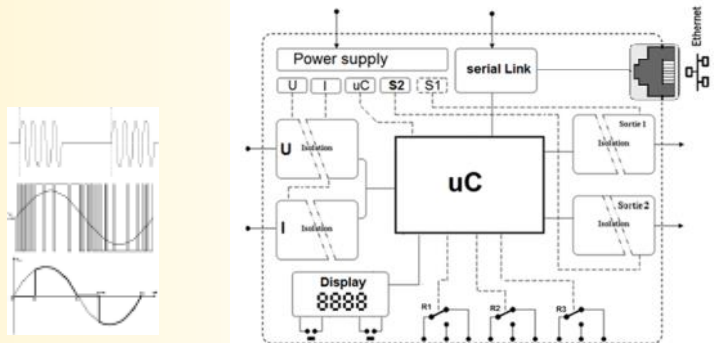 Ethernet
Power supply
serial Link
U
I
uC
S2
S1
U
Isolation
Sortie 1
Isolation
uC
I
Isolation
Sortie 2
Isolation
Display
8888
R1
R2
R3